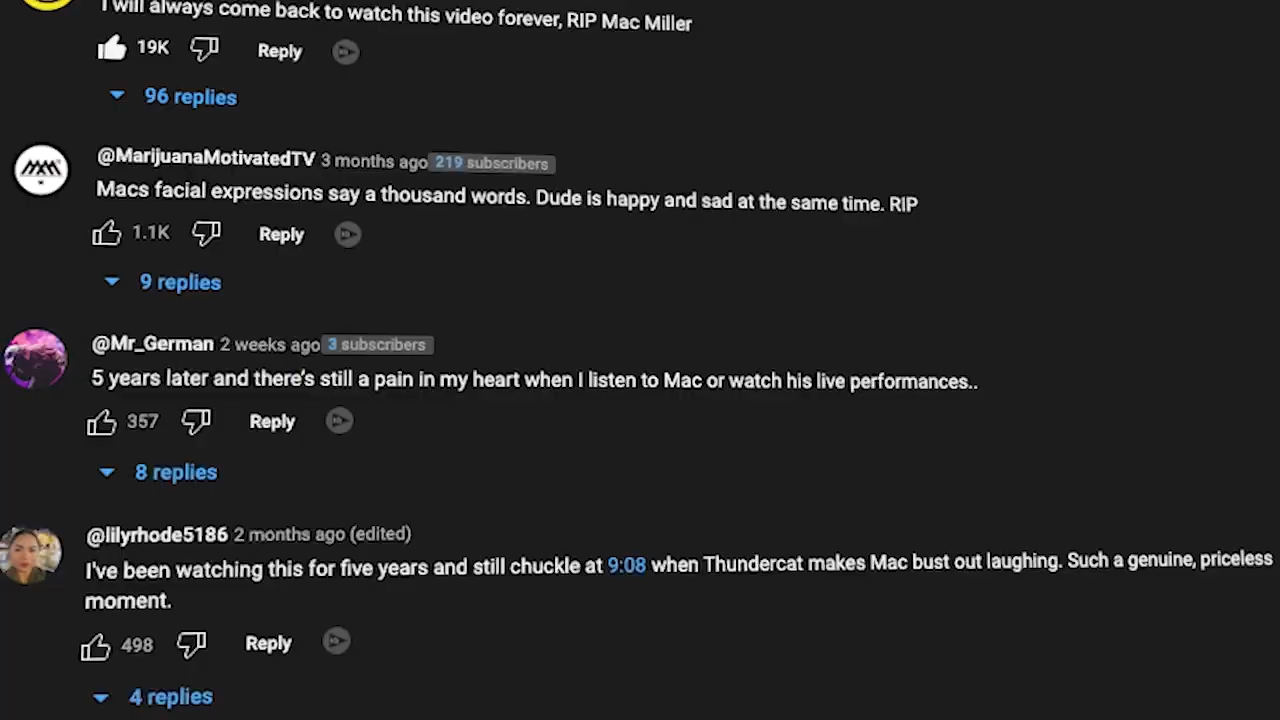 I will always come back to watch this video forever, RIP Mac Miller
19K Reply
96 replies
@MarijuanaMotivatedTV 3 months ago 219 subscribers
Macs facial expressions say a thousand words. Dude is happy and sad at the same time. RIP
1.1K Reply
9 replies
@Mr_German 2 weeks ago 3 subscribers
5 years later and there's still a pain in my heart when I listen to Mac or watch his live performances..
357 Reply
8 replies
@lilyrhode5186 2 months ago (edited)
I've been watching this for five years and still chuckle at 9:08 when Thundercat makes Mac bust out laughing. Such a genuine, priceless
moment.
498 Reply
4 replies